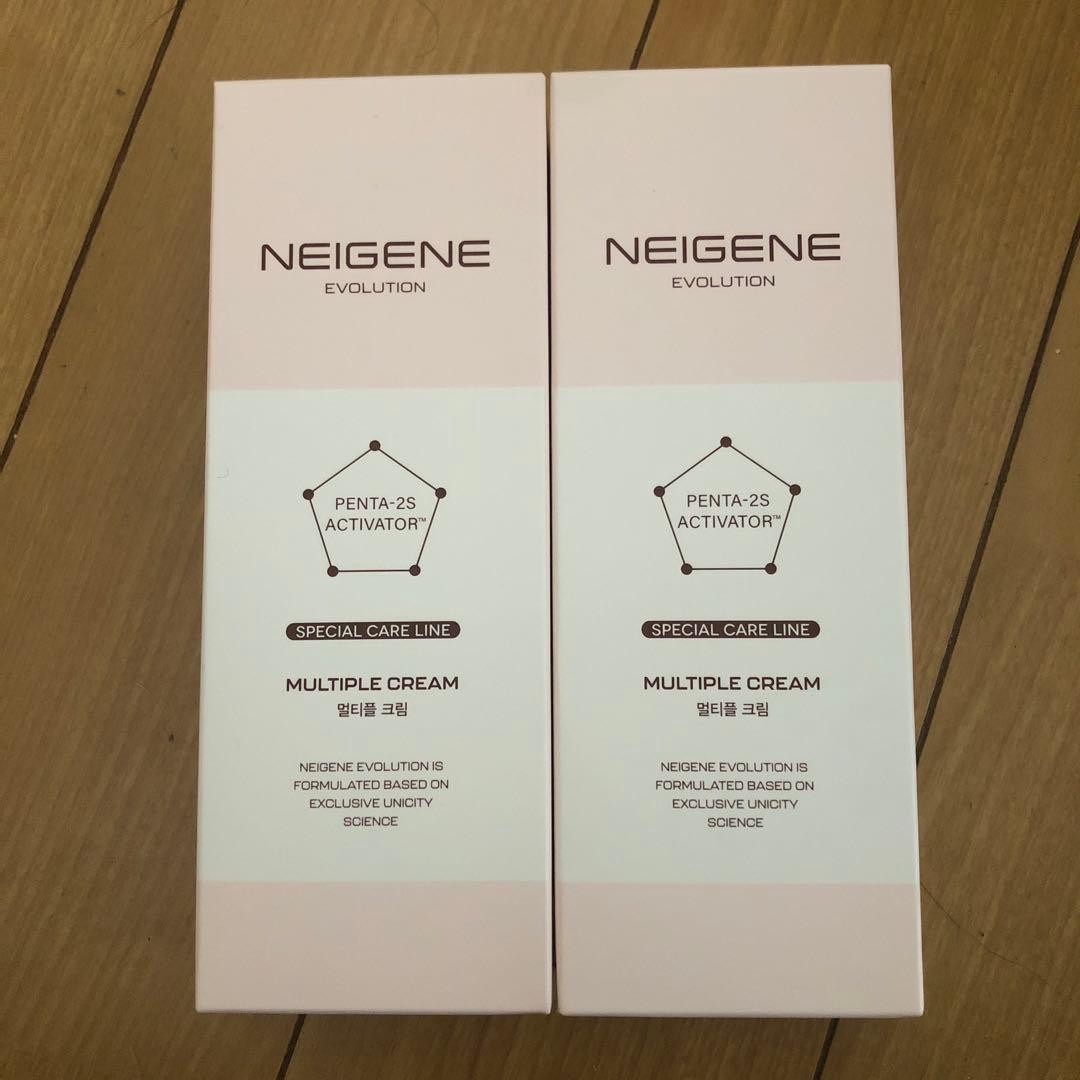 NEIGENE
EVOLUTION
PENTA-2S
ACTIVATOR™
SPECIAL CARE LINE
MULTIPLE CREAM
멀티플 크림
NEIGENE EVOLUTION IS
FORMULATED BASED ON
EXCLUSIVE UNICITY
SCIENCE
NEIGENE
EVOLUTION
PENTA-2S
ACTIVATOR™
SPECIAL CARE LINE
MULTIPLE CREAM
멀티플 크림
NEIGENE EVOLUTION IS
FORMULATED BASED ON
EXCLUSIVE UNICITY
SCIENCE